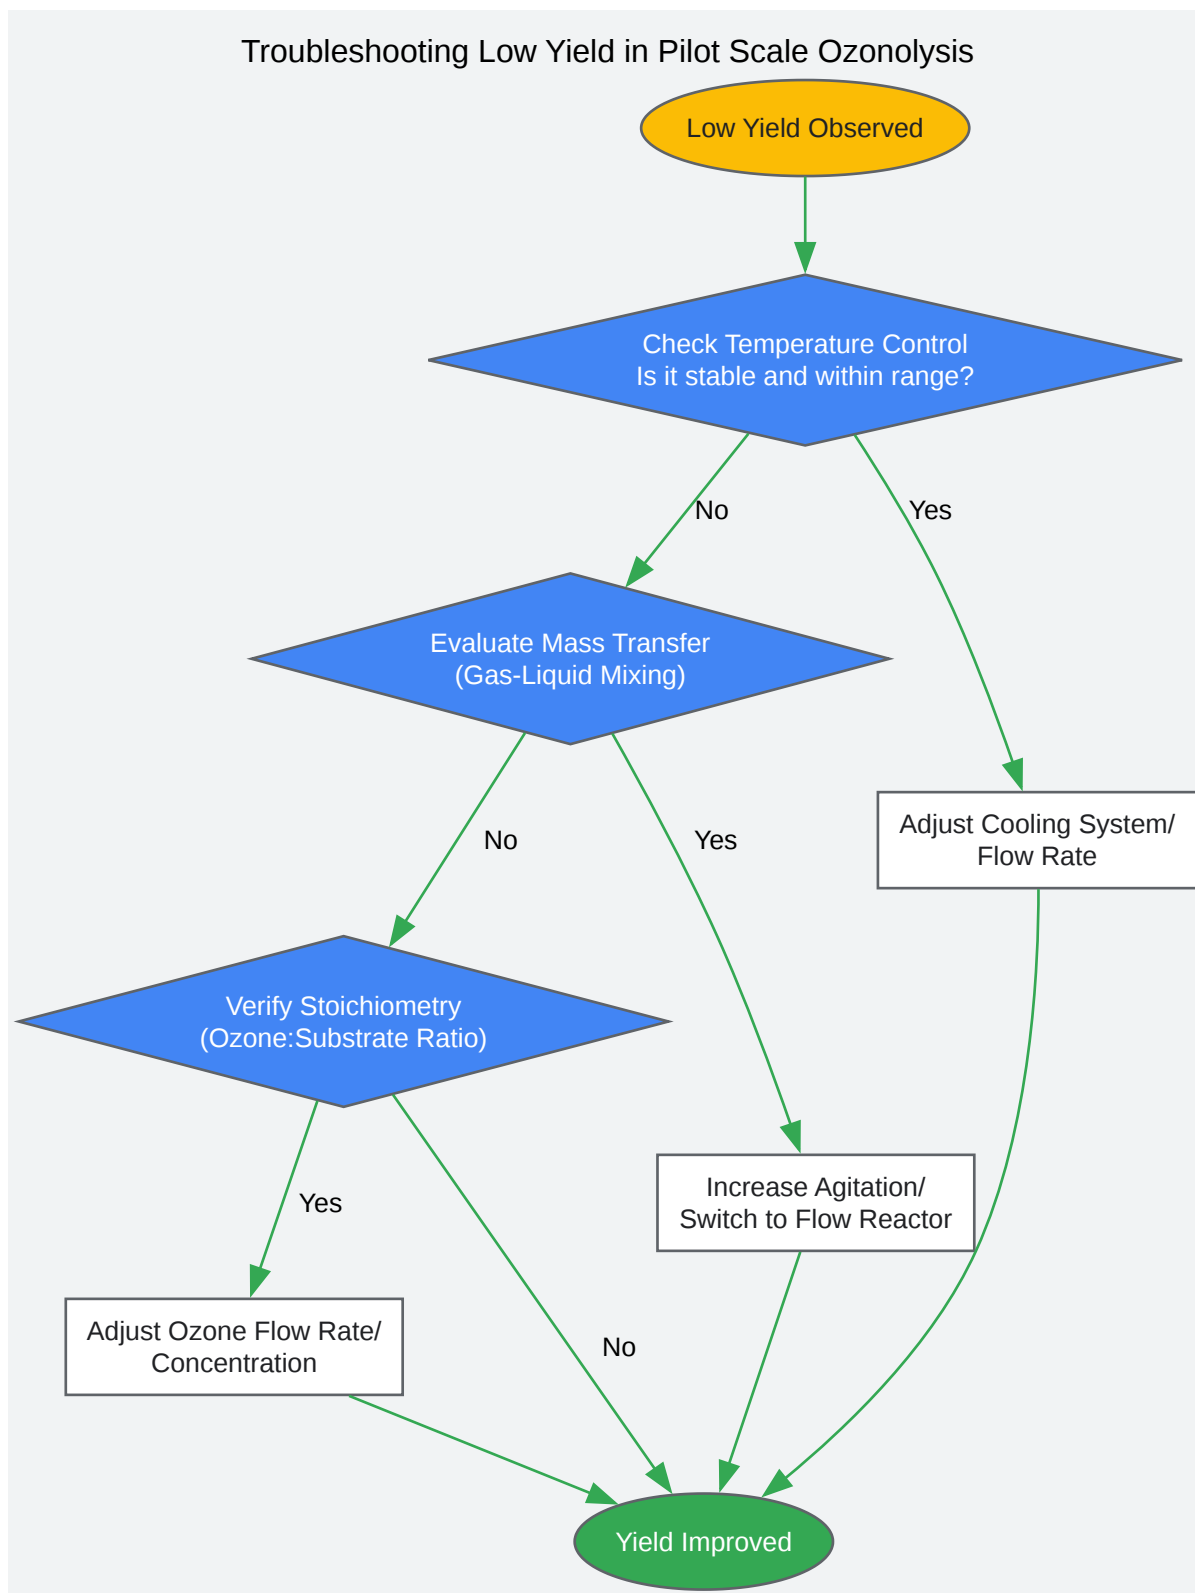 Troubleshooting Low Yield in Pilot Scale Ozonolysis
Low Yield Observed
Check Temperature Control
Is it stable and within range?
No
Yes
Evaluate Mass Transfer
(Gas-Liquid Mixing)
No
Yes
Adjust Cooling System/
Flow Rate
Verify Stoichiometry
(Ozone:Substrate Ratio)
Yes
No
Increase Agitation/
Switch to Flow Reactor
Adjust Ozone Flow Rate/
Concentration
Yield Improved